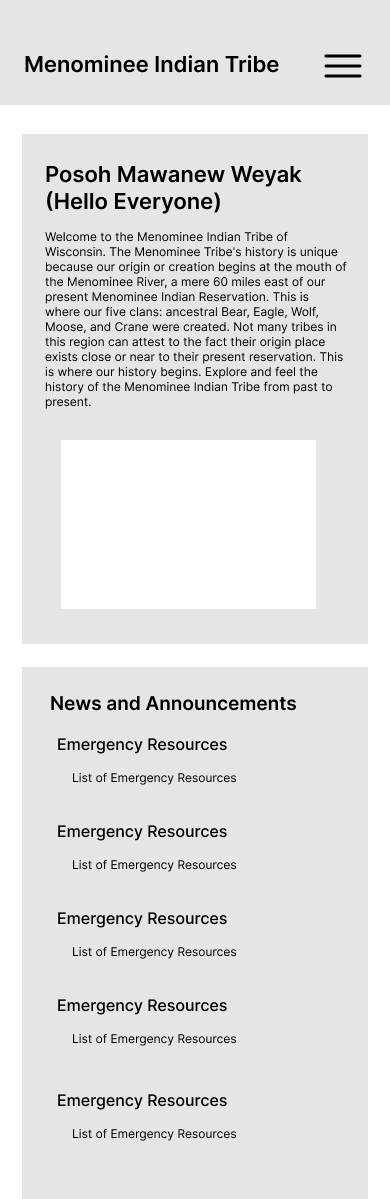 Menominee Indian Tribe
Posoh Mawanew Weyak
(Hello Everyone)
Welcome to the Menominee Indian Tribe of
Wisconsin. The Menominee Tribe's history is unique
because our origin or creation begins at the mouth of
the Menominee River, a mere 60 miles east of our
present Menominee Indian Reservation. This is
where our five clans: ancestral Bear, Eagle, Wolf,
Moose, and Crane were created. Not many tribes in
this region can attest to the fact their origin place
exists close or near to their present reservation. This
is where our history begins. Explore and feel the
history of the Menominee Indian Tribe from past to
present.
News and Announcements
Emergency Resources
List of Emergency Resources
Emergency Resources
List of Emergency Resources
Emergency Resources
List of Emergency Resources
Emergency Resources
List of Emergency Resources
Emergency Resources
List of Emergency Resources